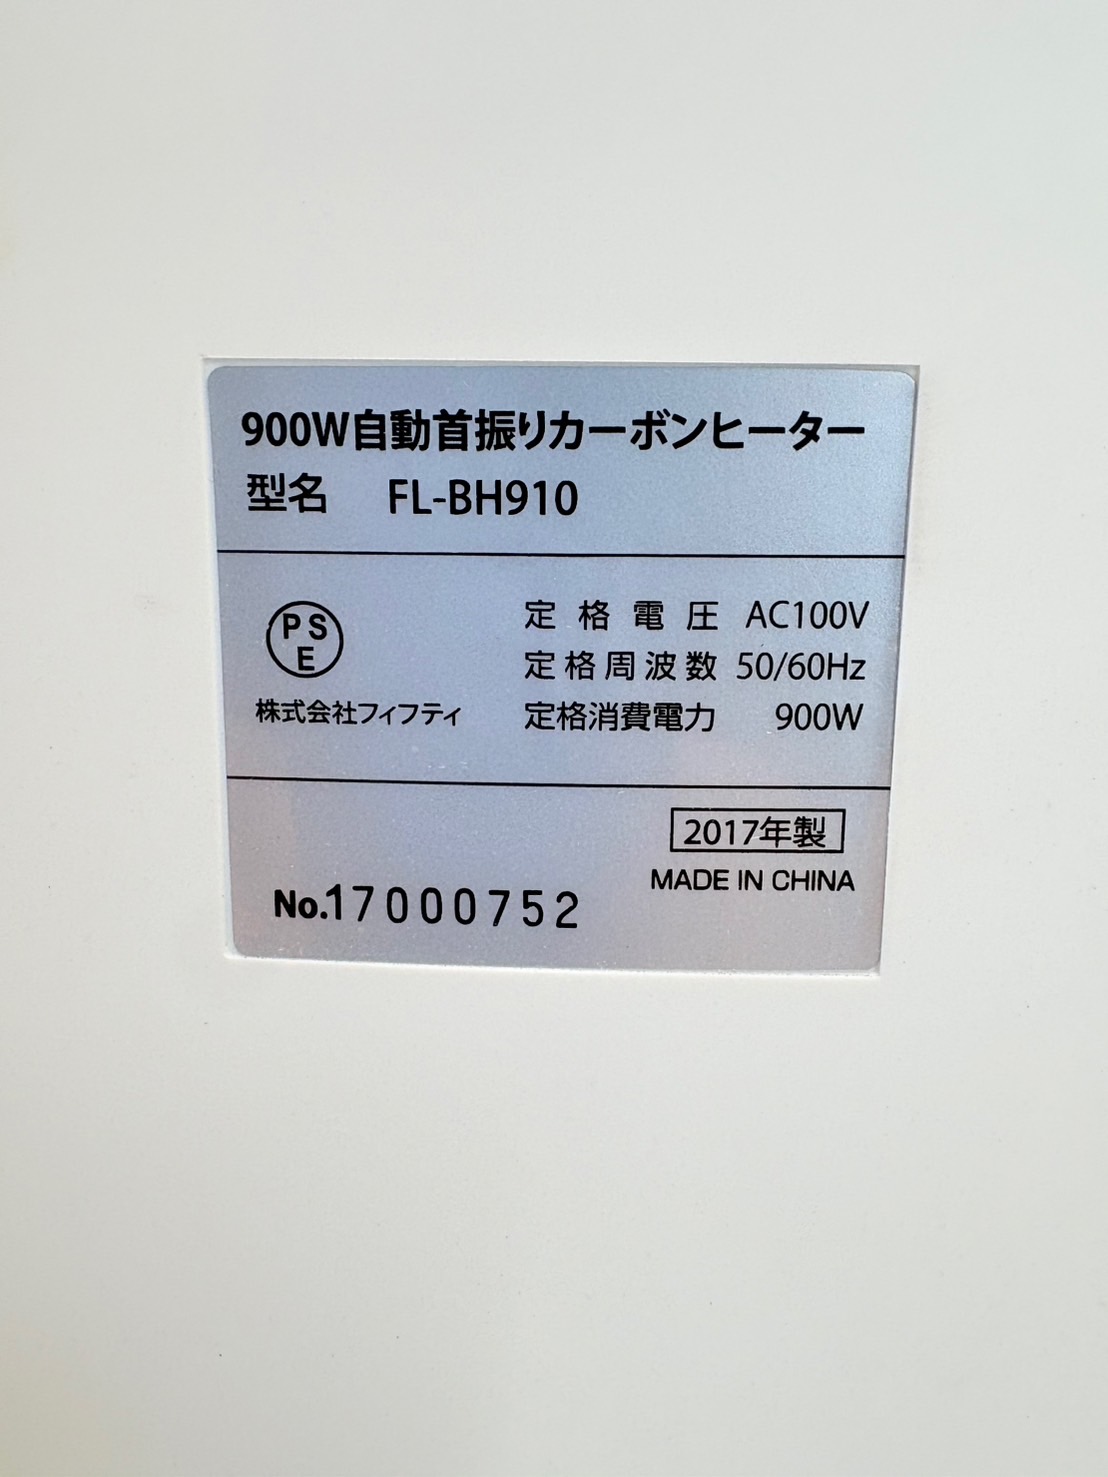 900W自動首振りカーボンヒーター
型名 FL-BH910
PS
E
株式会社フィフティ
定格電圧 AC100V
定格周波数 50/60Hz
定格消費電力 900W
2017年製
MADE IN CHINA
No.17000752